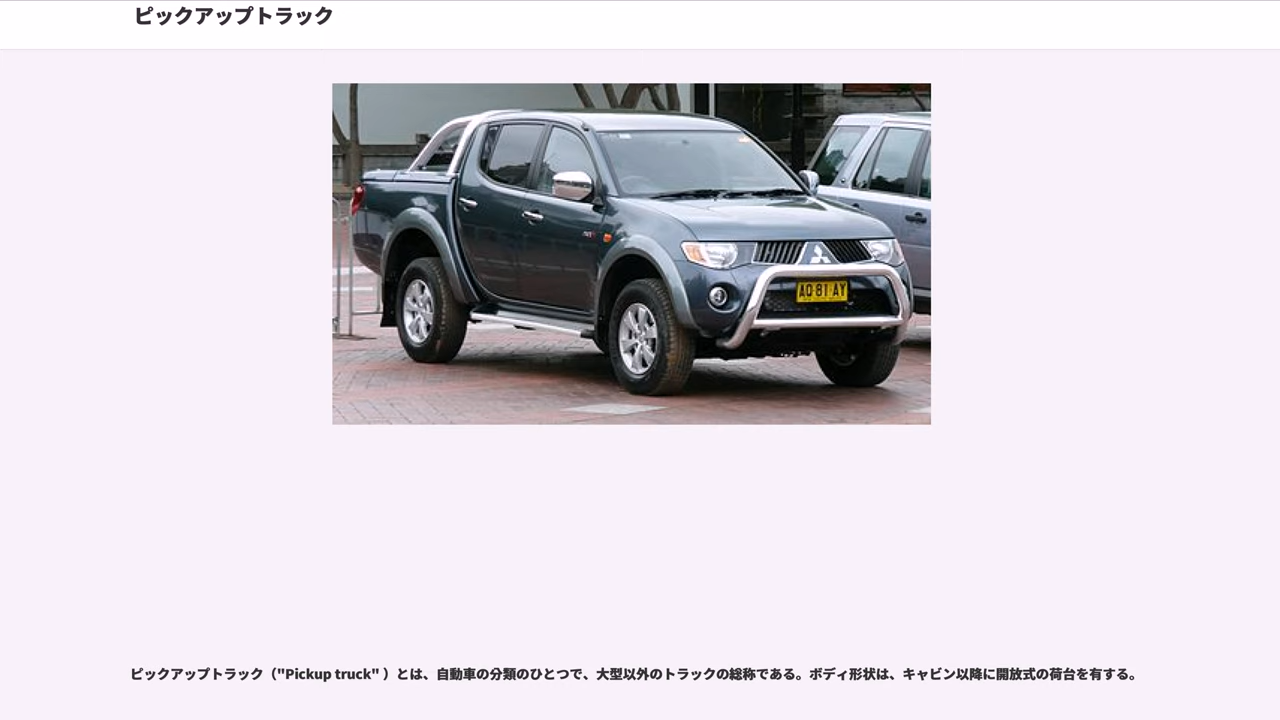 ピックアップトラック
AQ·81·AY
ピックアップトラック（"Pickup truck" ）とは、自動車の分類のひとつで、大型以外のトラックの総称である。ボディ形状は、キャビン以降に開放式の荷台を有する。